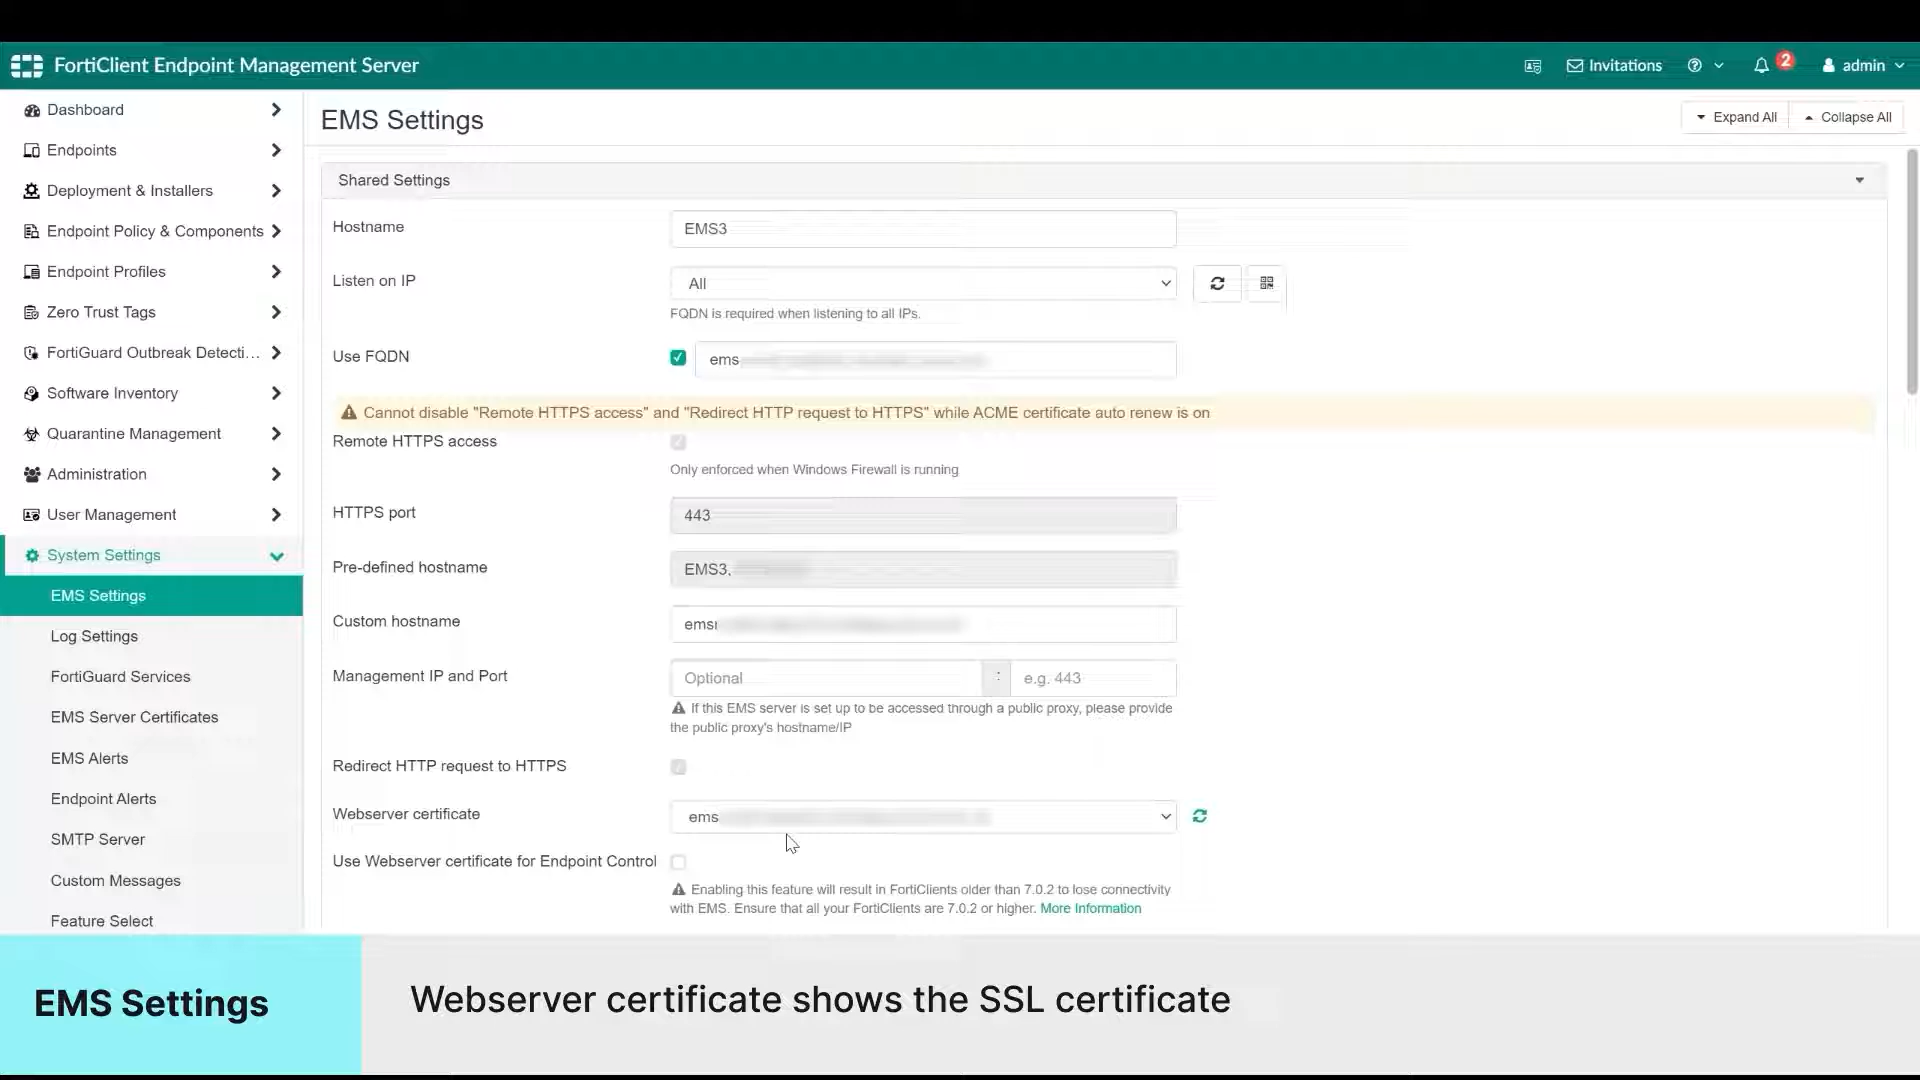 FortiClient Endpoint Management Server
Invitations
2
admin
Dashboard
Endpoints
Deployment & Installers
Endpoint Policy & Components
Endpoint Profiles
Zero Trust Tags
FortiGuard Outbreak Detecti...
Software Inventory
Quarantine Management
Administration
User Management
System Settings
EMS Settings
Log Settings
FortiGuard Services
EMS Server Certificates
EMS Alerts
Endpoint Alerts
SMTP Server
Custom Messages
Feature Select
EMS Settings
Expand All
Collapse All
Shared Settings
Hostname
EMS3
Listen on IP
All
FQDN is required when listening to all IPs.
Use FQDN
ems
Cannot disable "Remote HTTPS access" and "Redirect HTTP request to HTTPS" while ACME certificate auto renew is on
Remote HTTPS access
Only enforced when Windows Firewall is running
HTTPS port
443
Pre-defined hostname
EMS3,
Custom hostname
Management IP and Port
Optional
:
e.g. 443
If this EMS server is set up to be accessed through a public proxy, please provide
the public proxy's hostname/IP
Redirect HTTP request to HTTPS
Webserver certificate
ems
Use Webserver certificate for Endpoint Control
Enabling this feature will result in FortiClients older than 7.0.2 to lose connectivity
with EMS. Ensure that all your FortiClients are 7.0.2 or higher. More Information
EMS Settings
Webserver certificate shows the SSL certificate